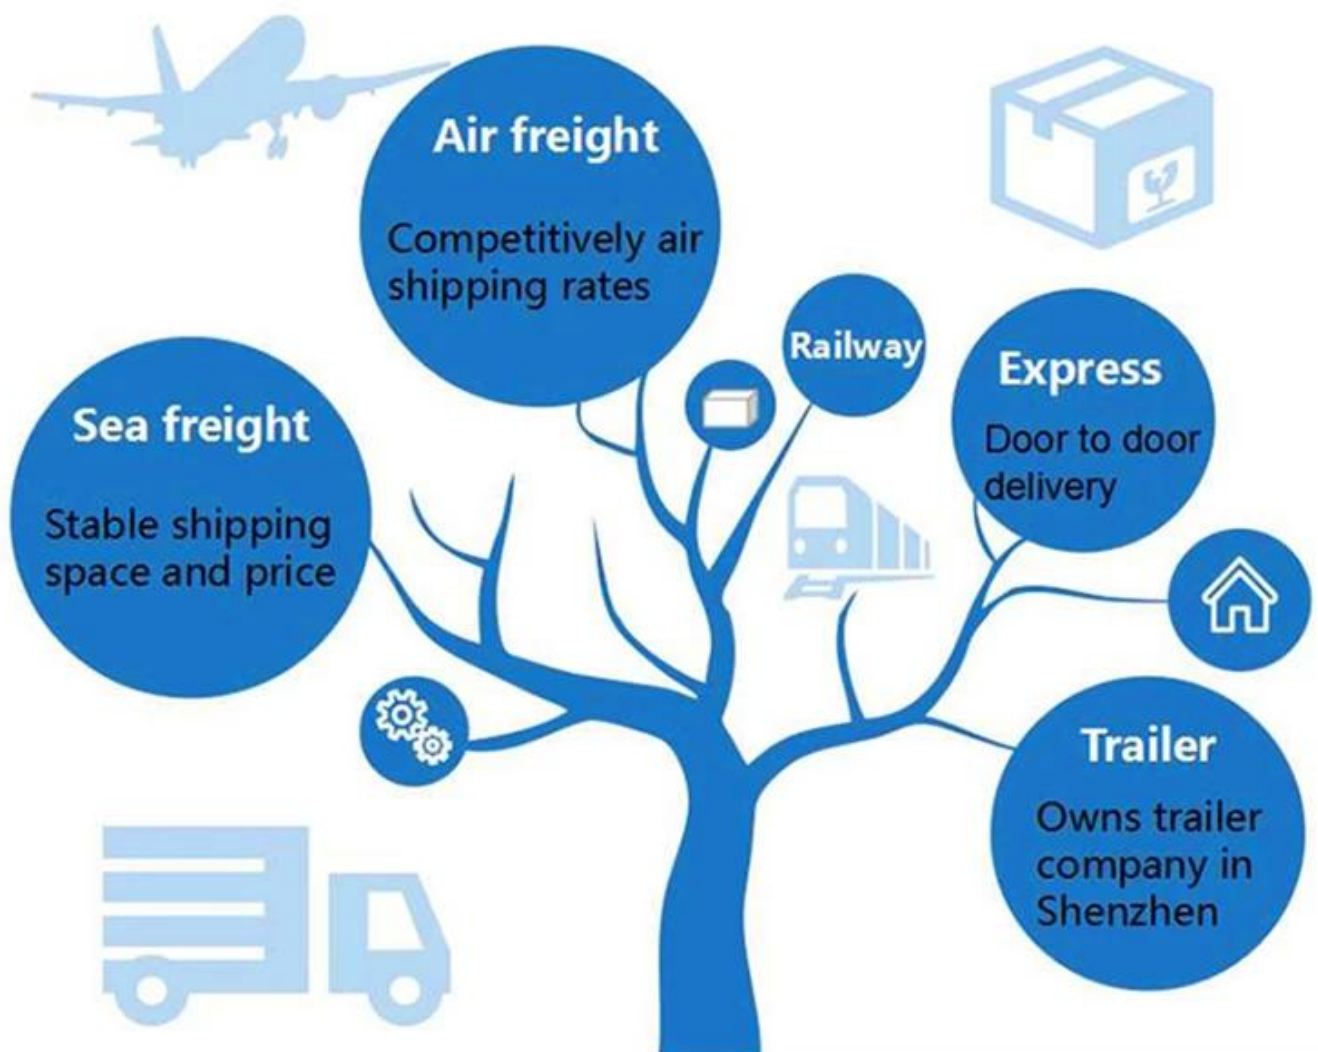 Air freight
Competitively air
shipping rates
Railway
Express
Door to door
delivery
Sea freight
Stable shipping
space and price
Trailer
Owns trailer
company in
Shenzhen